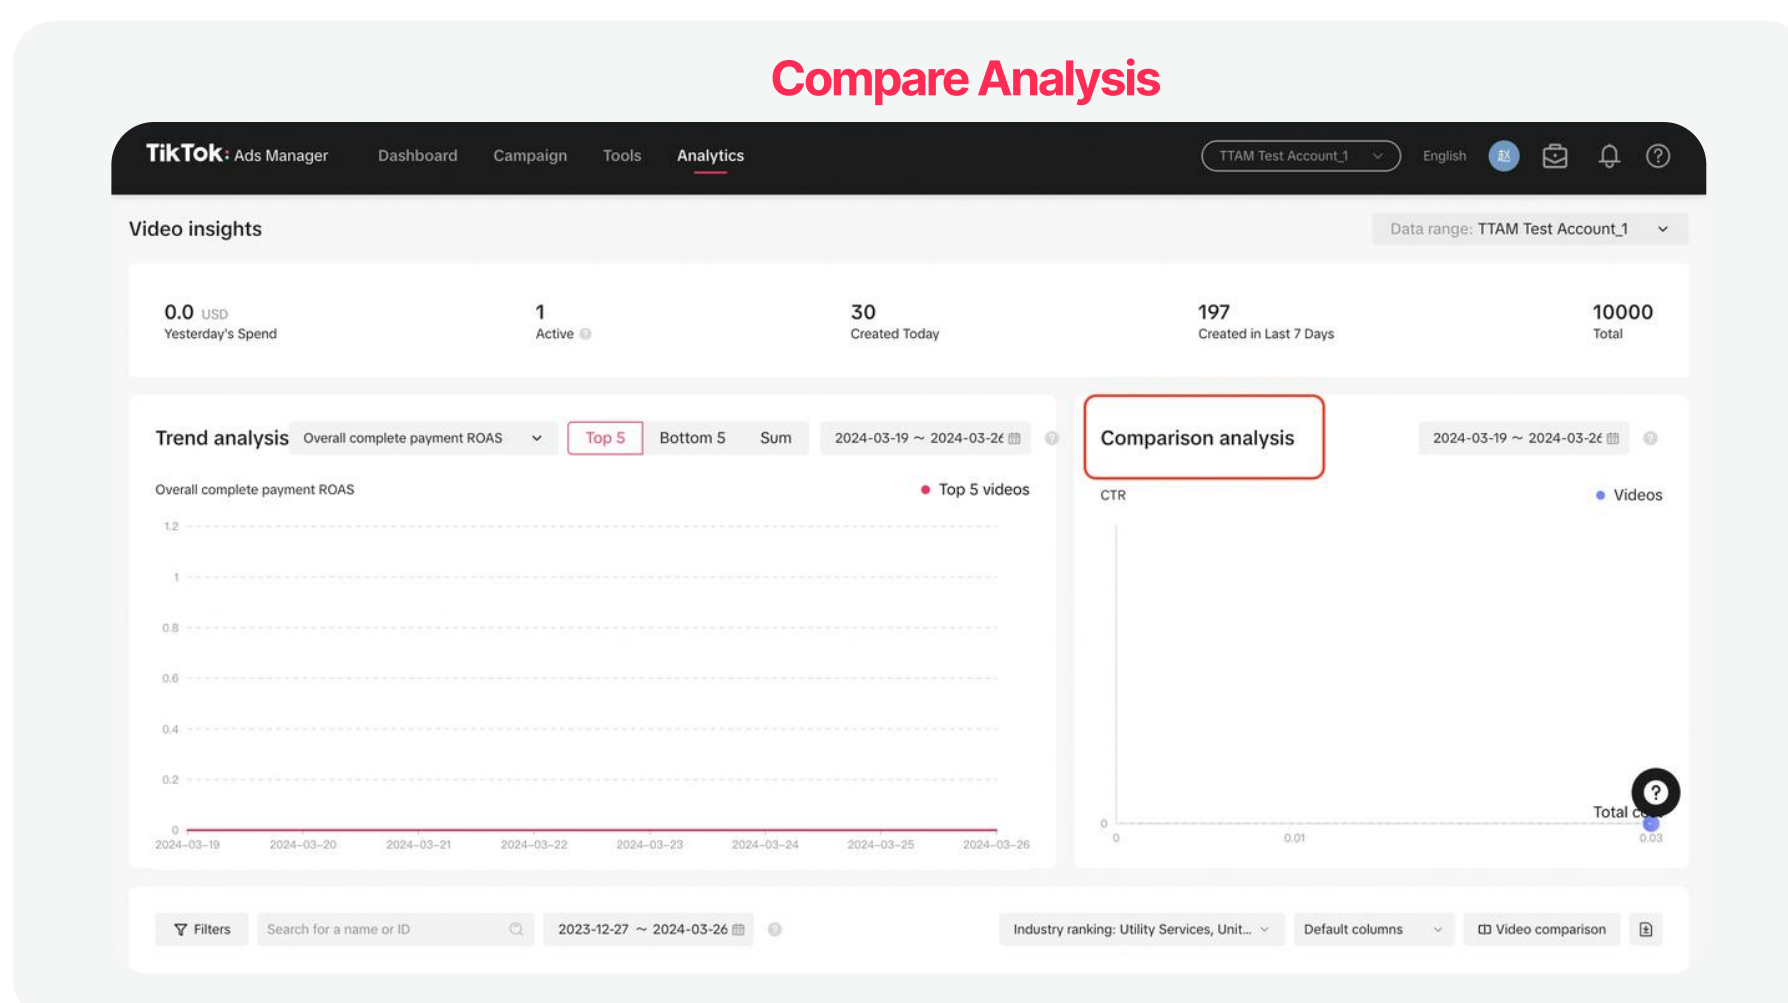 Compare Analysis
TikTok: Ads Manager Dashboard Campaign Tools Analytics TTAM Test Account_1 English 赵
Video insights Data range: TTAM Test Account_1
0.0 USD 1 30 197 10000
Yesterday's Spend Active Created Today Created in Last 7 Days Total
Trend analysis Overall complete payment ROAS Top 5 Bottom 5 Sum 2024-03-19 ~ 2024-03-26
Comparison analysis 2024-03-19 ~ 2024-03-26
Overall complete payment ROAS Top 5 videos
CTR Videos
1.2
1
0.8
0.6
0.4
0.2
0
2024-03-19 2024-03-20 2024-03-21 2024-03-22 2024-03-23 2024-03-24 2024-03-25 2024-03-26
Total
0
0 0.01 0.03
Filters Search for a name or ID 2023-12-27 ~ 2024-03-26 Industry ranking: Utility Services, Unit... Default columns Video comparison